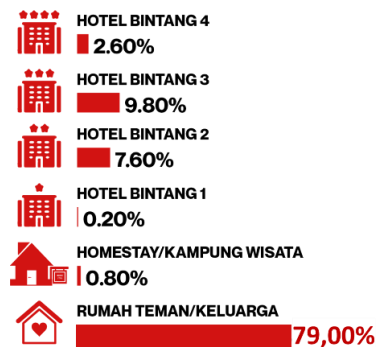 HOTEL BINTANG 4
2.60%
HOTEL BINTANG 3
9.80%
HOTEL BINTANG 2
7.60%
HOTEL BINTANG 1
0.20%
HOMESTAY/KAMPUNG WISATA
0.80%
RUMAH TEMAN/KELUARGA
79,00%